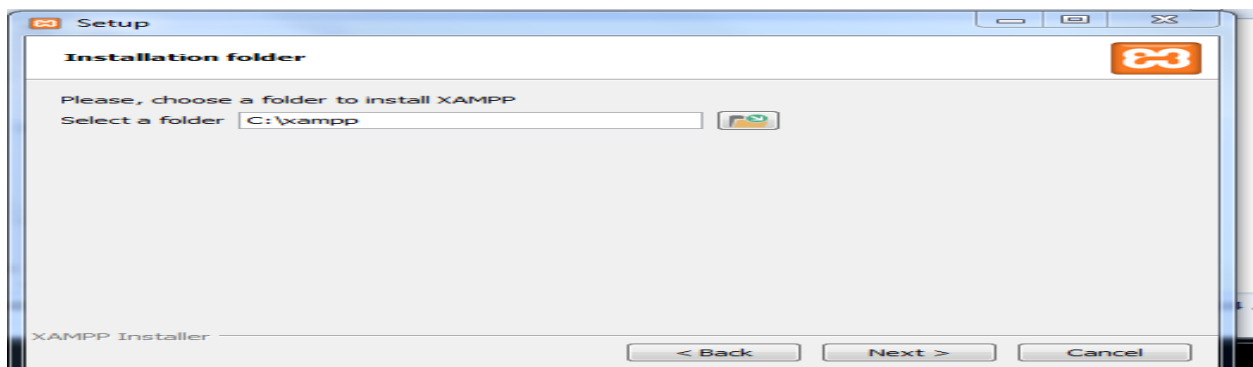 Setup
Installation folder
Please, choose a folder to install XAMPP
Select a folder C:\xampp
XAMPP Installer
< Back Next > Cancel